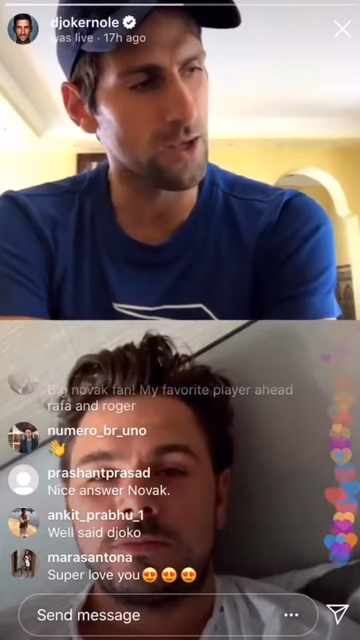 djokernole
was live · 17h ago
Big novak fan! My favorite player ahead
rafa and roger
numero_br_uno
👋
prashantprasad
Nice answer Novak.
ankit_prabhu_1
Well said djoko
marasantona
Super love you😍😍😍
Send message